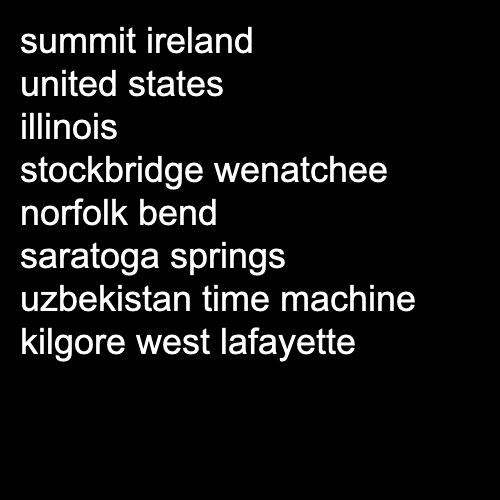 summit ireland
united states
illinois
stockbridge wenatchee
norfolk bend
saratoga springs
uzbekistan time machine
kilgore west lafayette